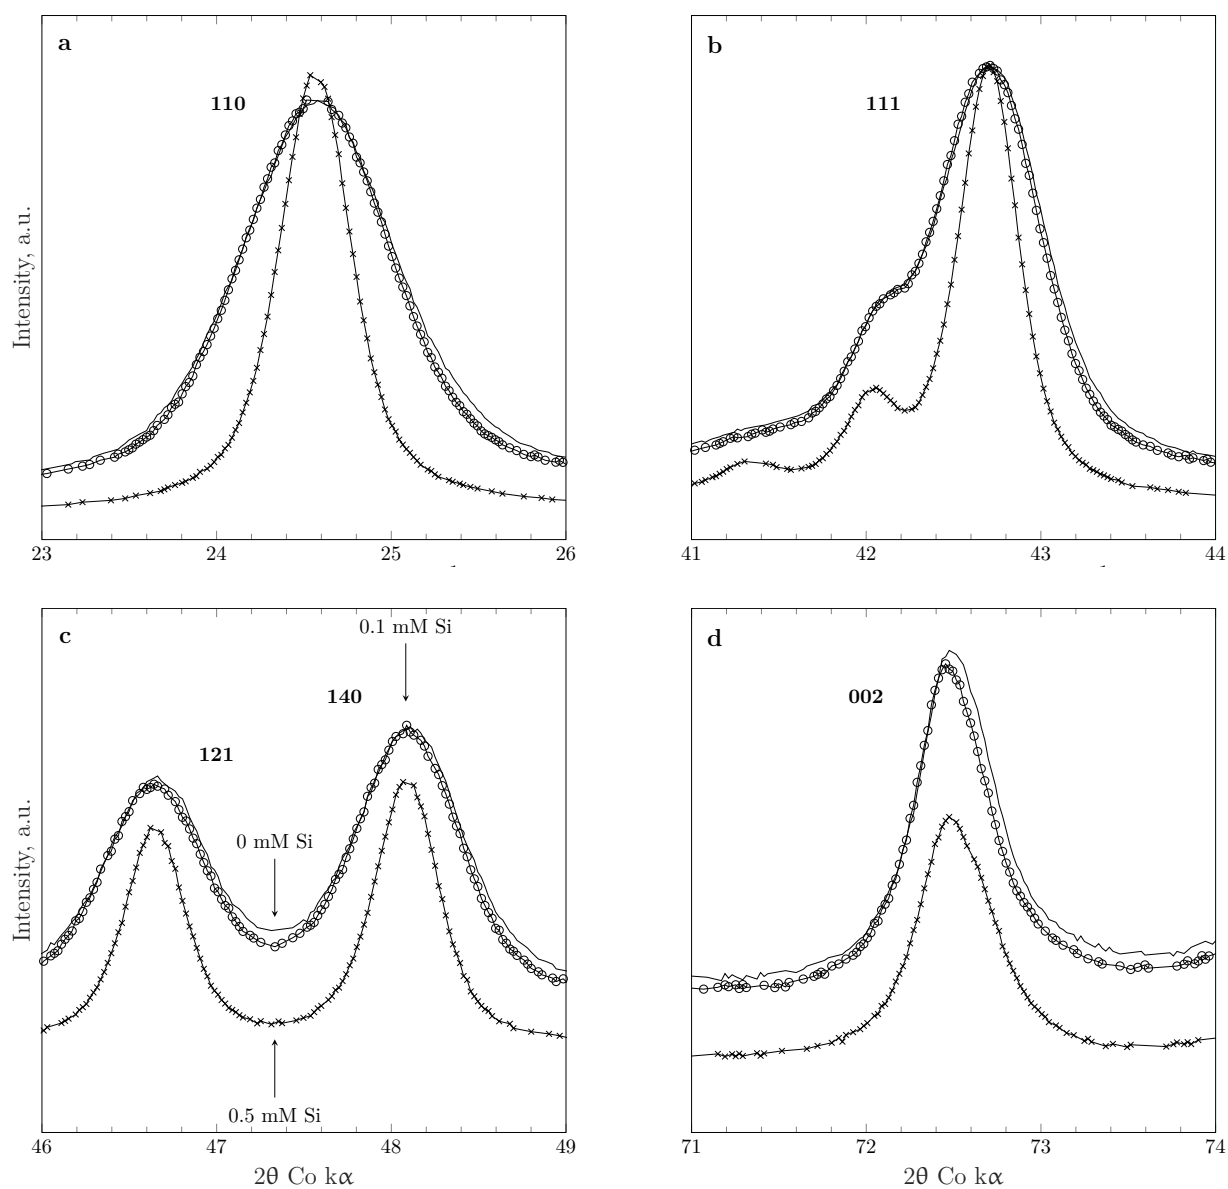 a
110
Intensity, a.u.
23 24 25 26
b
111
41 42 43 44
c
0.1 mM Si
140
121
0 mM Si
0.5 mM Si
Intensity, a.u.
46 47 48 49
2θ Co kα
d
002
71 72 73 74
2θ Co kα